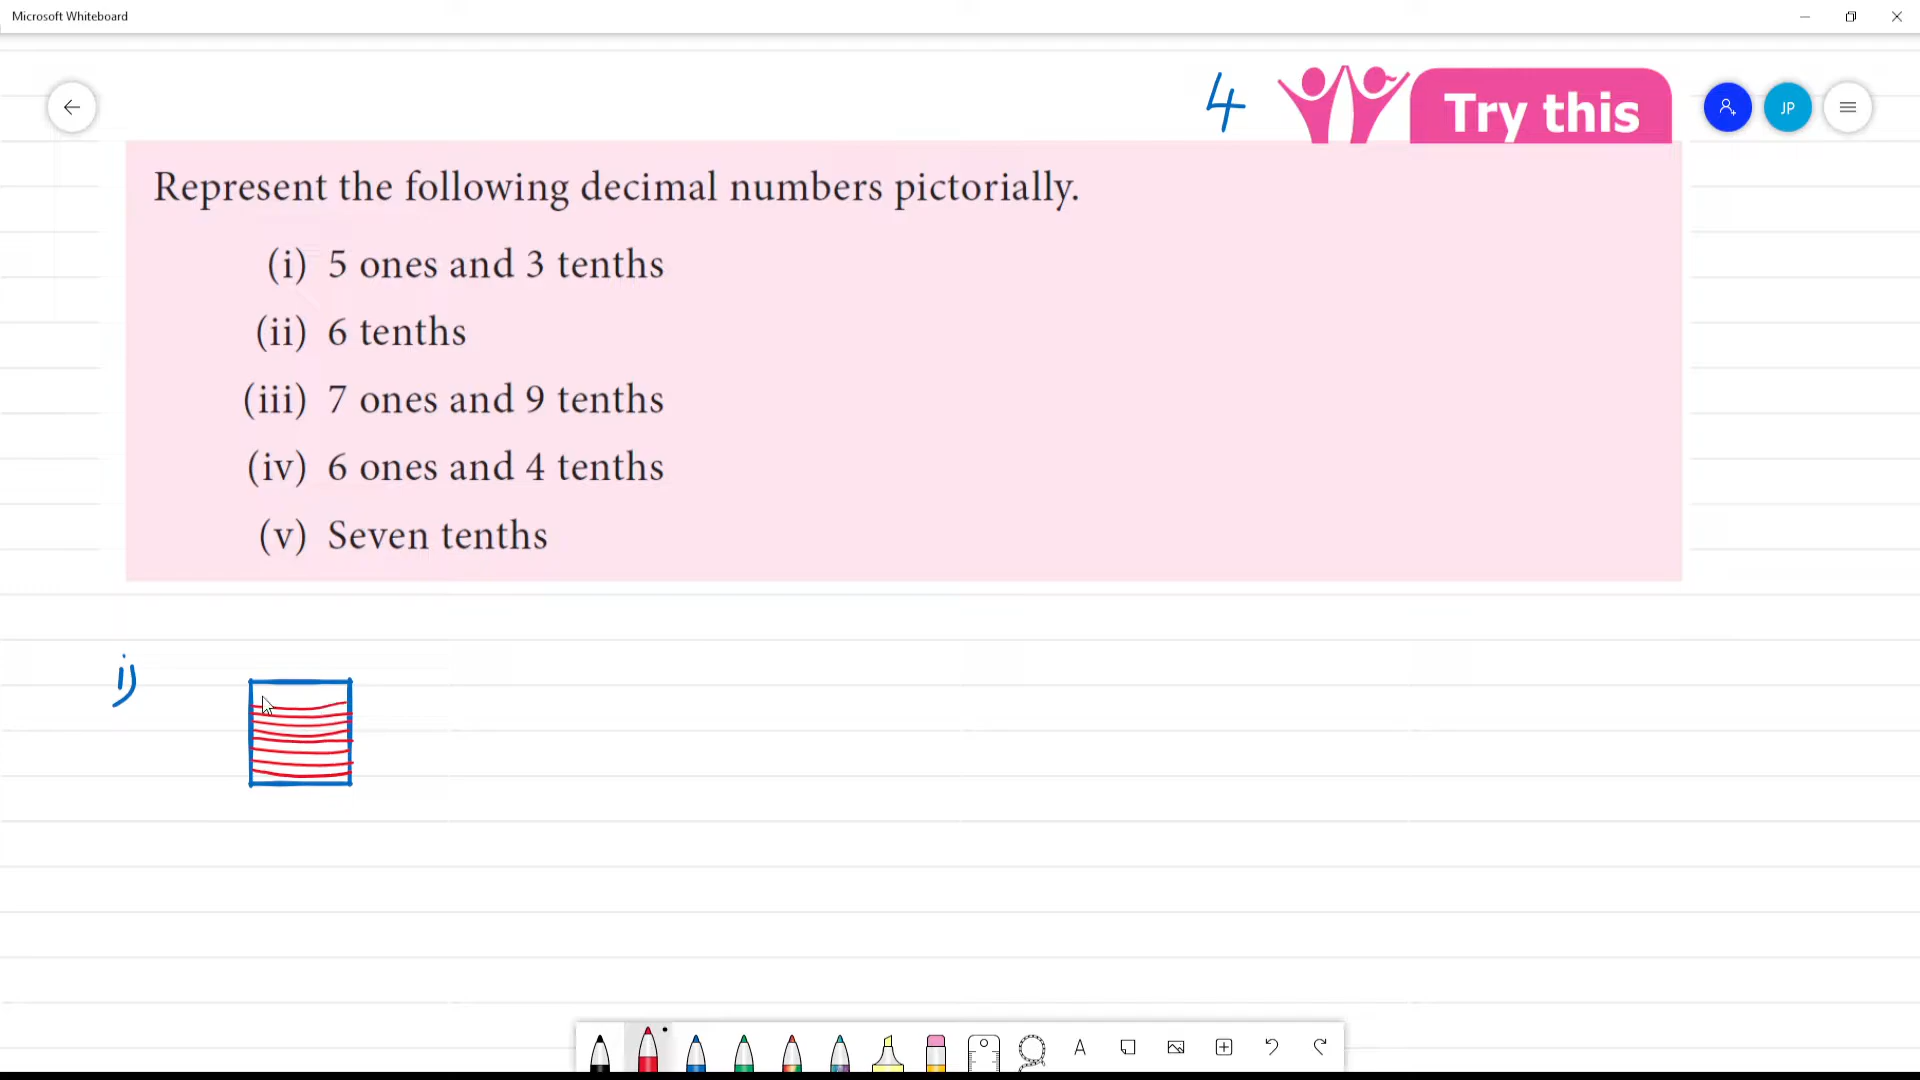 Microsoft Whiteboard
4
Try this
JP
Represent the following decimal numbers pictorially.
(i) 5 ones and 3 tenths
(ii) 6 tenths
(iii) 7 ones and 9 tenths
(iv) 6 ones and 4 tenths
(v) Seven tenths
i)
A